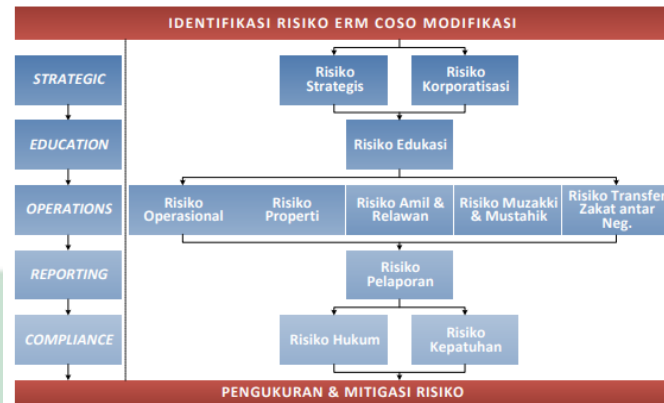 IDENTIFIKASI RISIKO ERM COSO MODIFIKASI
STRATEGIC
Risiko
Strategis
Risiko
Korporatisasi
EDUCATION
Risiko Edukasi
OPERATIONS
Risiko
Operasional
Risiko
Properti
Risiko Amil &
Relawan
Risiko Muzakki
& Mustahik
Risiko Transfer
Zakat antar
Neg.
REPORTING
Risiko
Pelaporan
COMPLIANCE
Risiko Hukum
Risiko
Kepatuhan
PENGUKURAN & MITIGASI RISIKO